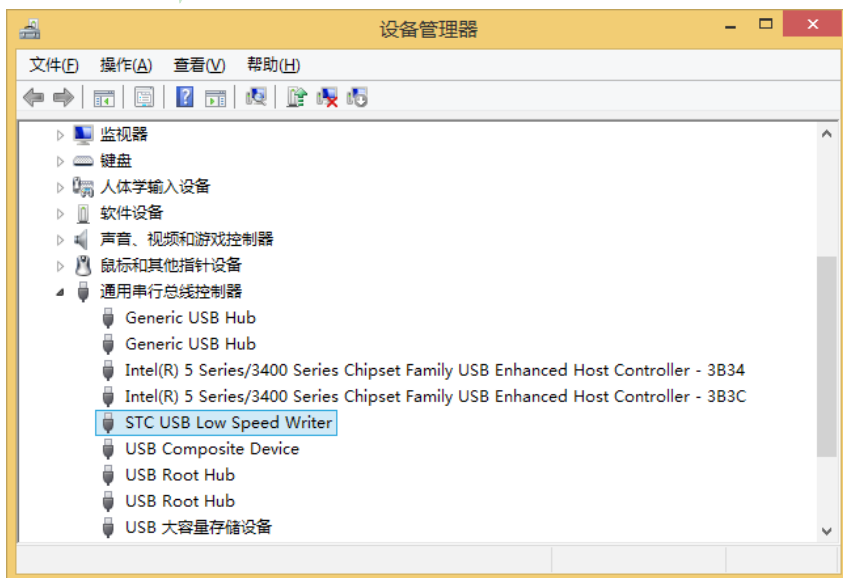 设备管理器
文件(F) 操作(A) 查看(V) 帮助(H)
监视器
键盘
人体学输入设备
软件设备
声音、视频和游戏控制器
鼠标和其他指针设备
通用串行总线控制器
Generic USB Hub
Generic USB Hub
Intel(R) 5 Series/3400 Series Chipset Family USB Enhanced Host Controller - 3B34
Intel(R) 5 Series/3400 Series Chipset Family USB Enhanced Host Controller - 3B3C
STC USB Low Speed Writer
USB Composite Device
USB Root Hub
USB Root Hub
USB 大容量存储设备